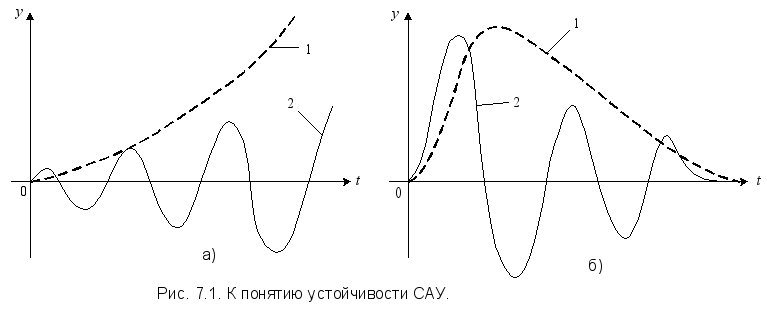 y
1
2
0
t
а)
y
1
2
0
t
б)
Рис. 7.1. К понятию устойчивости САУ.